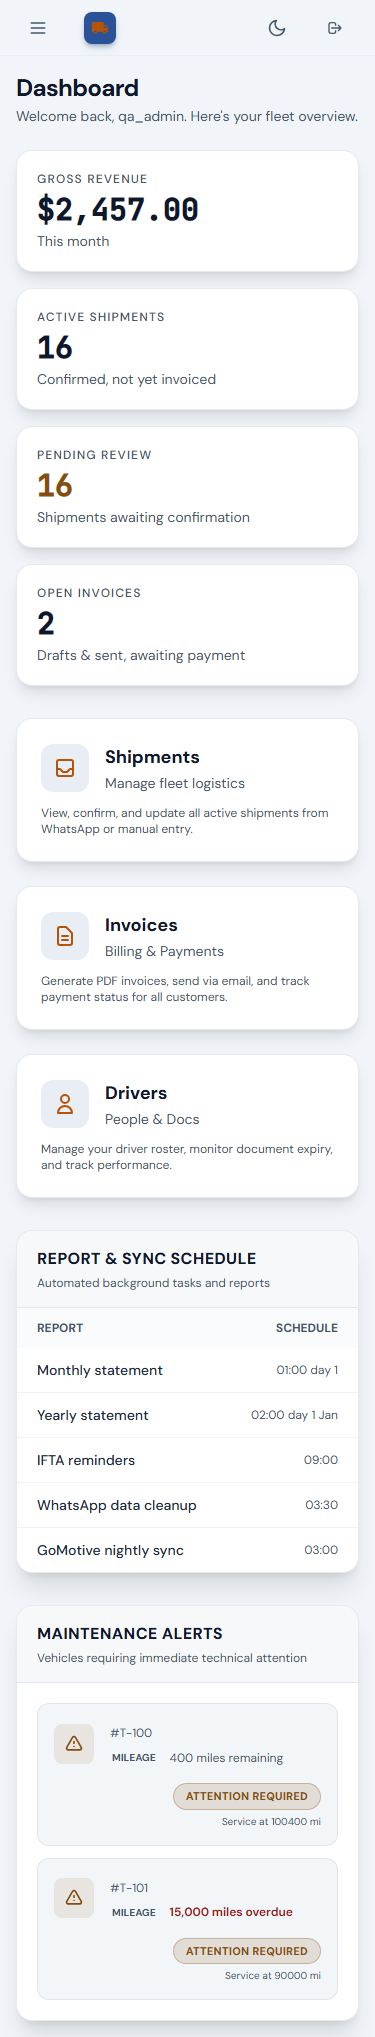 Dashboard
Welcome back, qa_admin. Here's your fleet overview.
GROSS REVENUE
$2,457.00
This month
ACTIVE SHIPMENTS
16
Confirmed, not yet invoiced
PENDING REVIEW
16
Shipments awaiting confirmation
OPEN INVOICES
2
Drafts & sent, awaiting payment
Shipments
Manage fleet logistics
View, confirm, and update all active shipments from
WhatsApp or manual entry.
Invoices
Billing & Payments
Generate PDF invoices, send via email, and track
payment status for all customers.
Drivers
People & Docs
Manage your driver roster, monitor document expiry,
and track performance.
REPORT & SYNC SCHEDULE
Automated background tasks and reports
REPORT SCHEDULE
Monthly statement 01:00 day 1
Yearly statement 02:00 day 1 Jan
IFTA reminders 09:00
WhatsApp data cleanup 03:30
GoMotive nightly sync 03:00
MAINTENANCE ALERTS
Vehicles requiring immediate technical attention
#T-100
MILEAGE 400 miles remaining
ATTENTION REQUIRED
Service at 100400 mi
#T-101
MILEAGE 15,000 miles overdue
ATTENTION REQUIRED
Service at 90000 mi